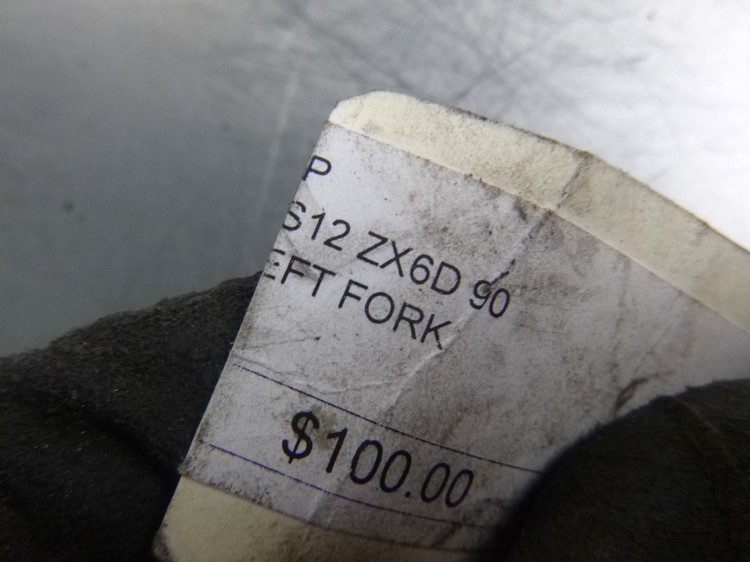 P
S12 ZX6D 90
EFT FORK
$100.00